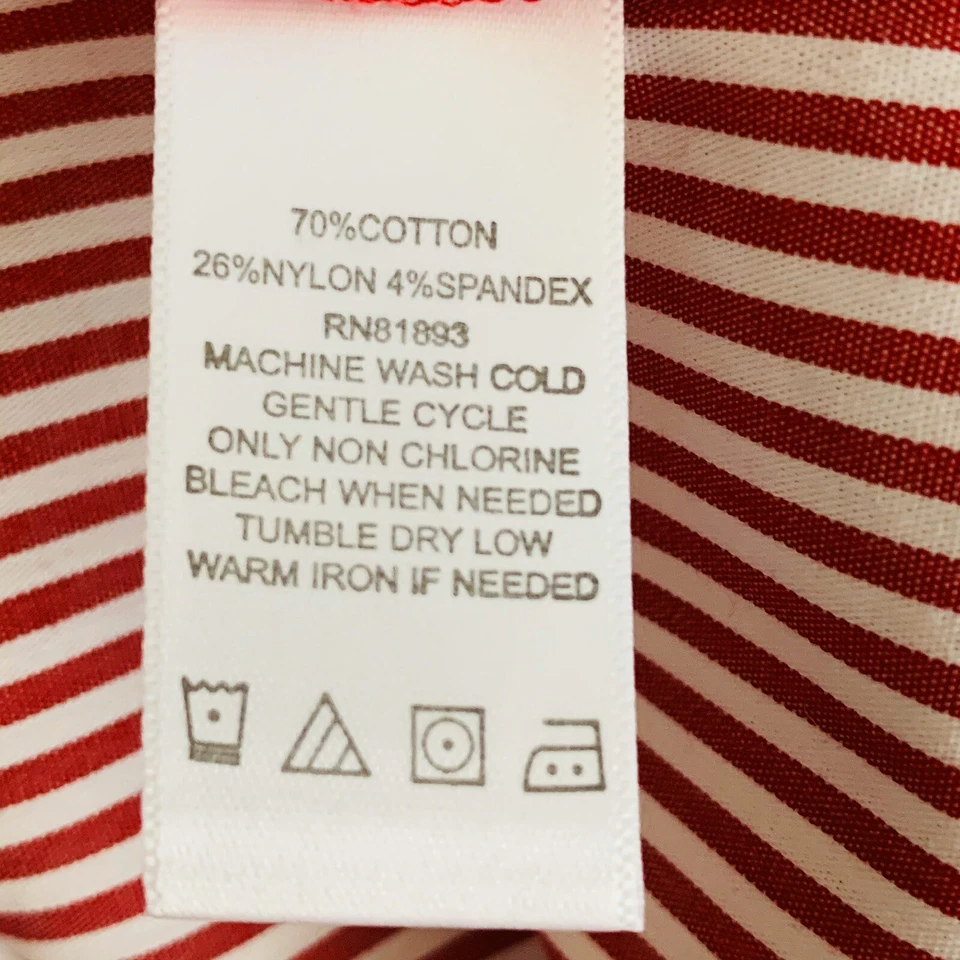 70%COTTON
26%NYLON 4%SPANDEX
RN81893
MACHINE WASH COLD
GENTLE CYCLE
ONLY NON CHLORINE
BLEACH WHEN NEEDED
TUMBLE DRY LOW
WARM IRON IF NEEDED